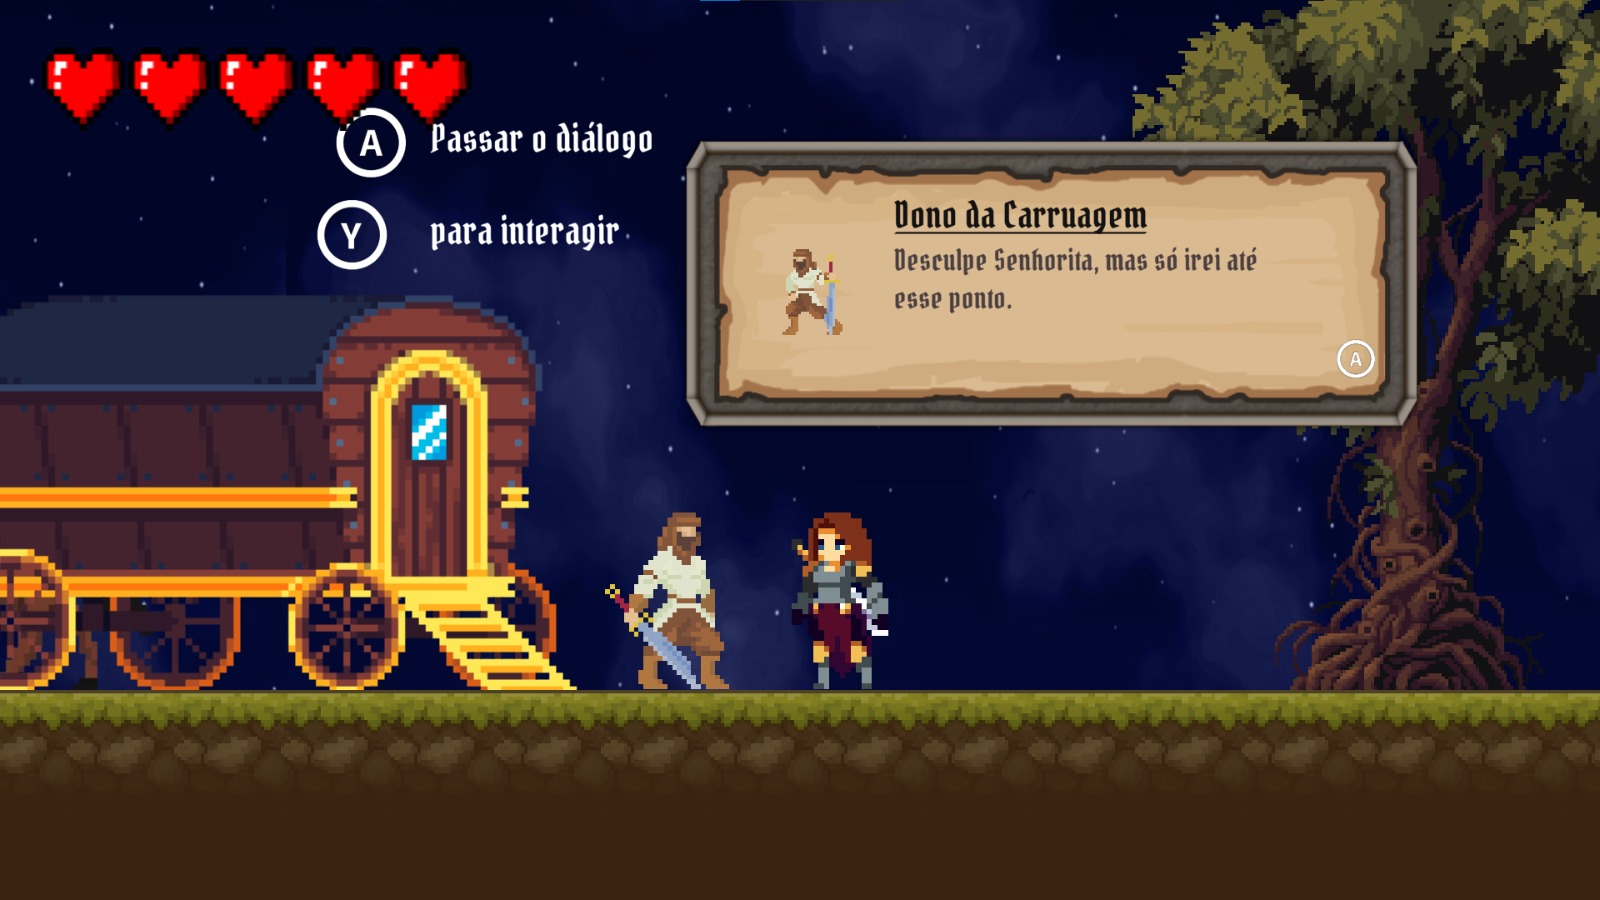 A Passar o diálogo
Y para interagir
Dono da Carruagem
Desculpe Senhorita, mas só irei até
esse ponto.
A